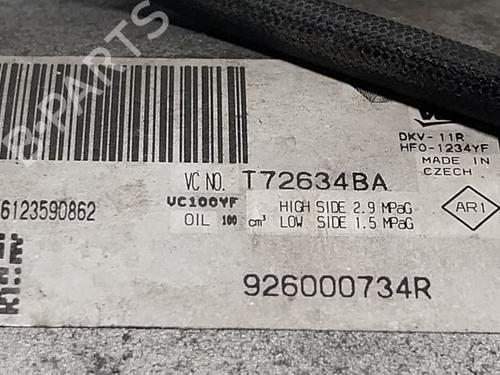 B-PARTS
DKV-11R
HFO-1234YF
MADE IN
CZECH
VC NO. T72634BA
AR1
6123590862
VC100YF
OIL 100 cm³
HIGH SIDE 2.9 MPaG
LOW SIDE 1.5 MPaG
926000734R